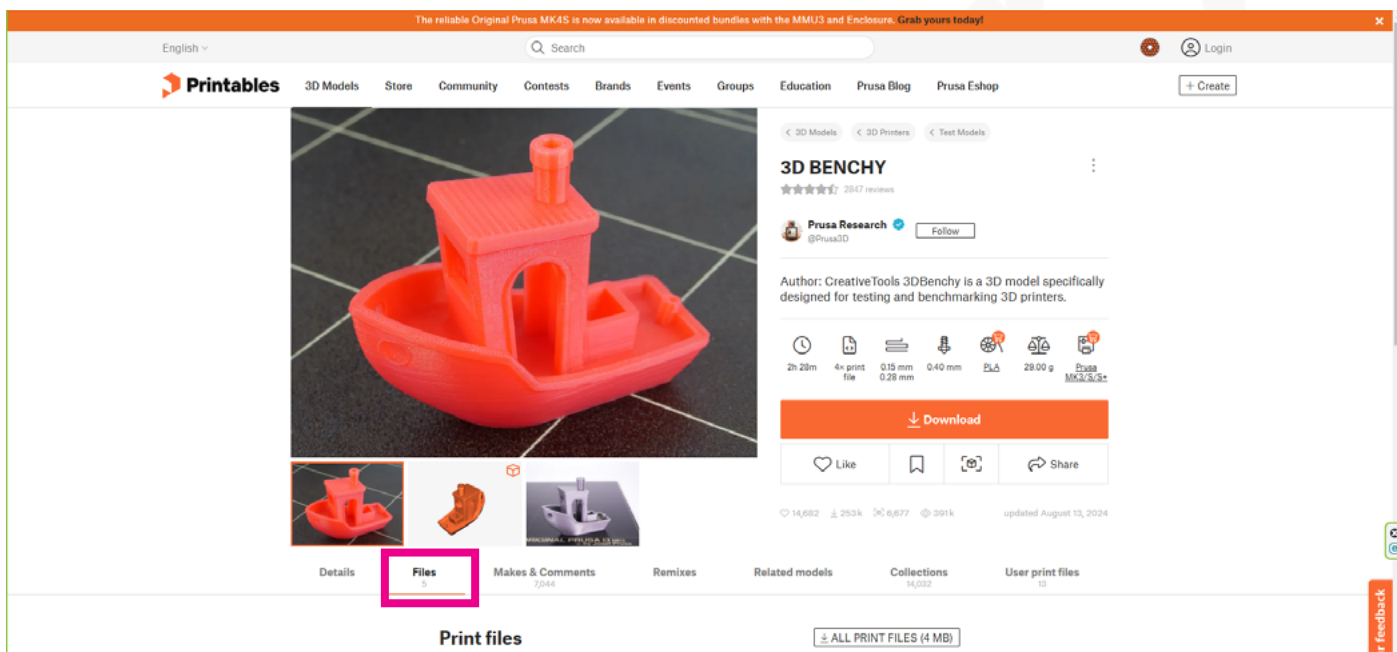 The reliable Original Prusa MK4S is now available in discounted bundles with the MMU3 and Enclosure. Grab yours today!
English
Search
Login
Printables
3D Models Store Community Contests Brands Events Groups Education Prusa Blog Prusa Eshop
+ Create
3D Models 3D Printers Test Models
3D BENCHY
2847 reviews
Prusa Research
@Prusa3D
Follow
Author: CreativeTools 3DBenchy is a 3D model specifically
designed for testing and benchmarking 3D printers.
2h 28m 4× print 0.15 mm 0.40 mm PLA 29.00 g Prusa
file 0.28 mm MK3/S/S+
Download
Like Share
14,682 253k 6,677 391k updated August 13, 2024
ORIGINAL PRUSA
Details Files Makes & Comments Remixes Related models Collections User print files
5 7,044 14,032 13
Print files
ALL PRINT FILES (4 MB)
feedback